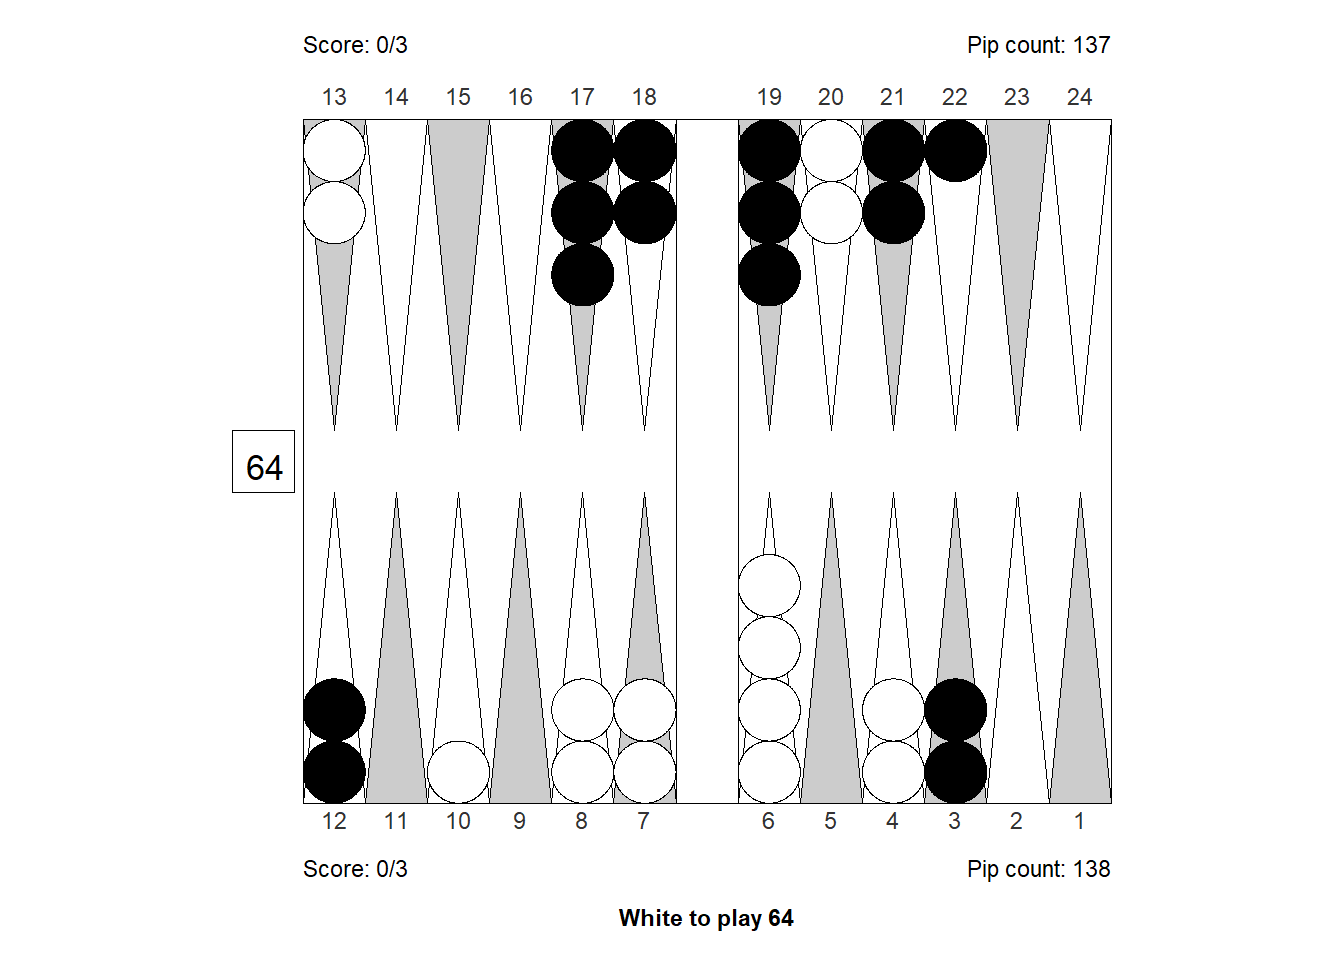 Score: 0/3 Pip count: 137
13 14 15 16 17 18 19 20 21 22 23 24
64
12 11 10 9 8 7 6 5 4 3 2 1
Score: 0/3 Pip count: 138
White to play 64